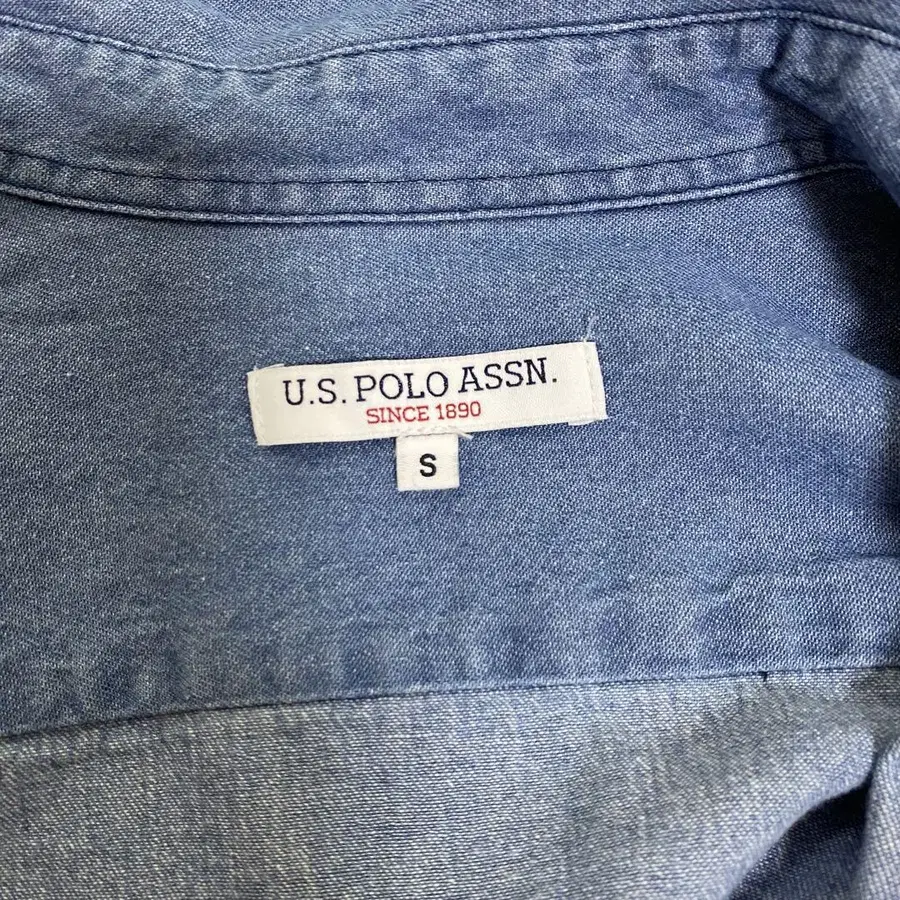 U.S. POLO ASSN.
SINCE 1890
S